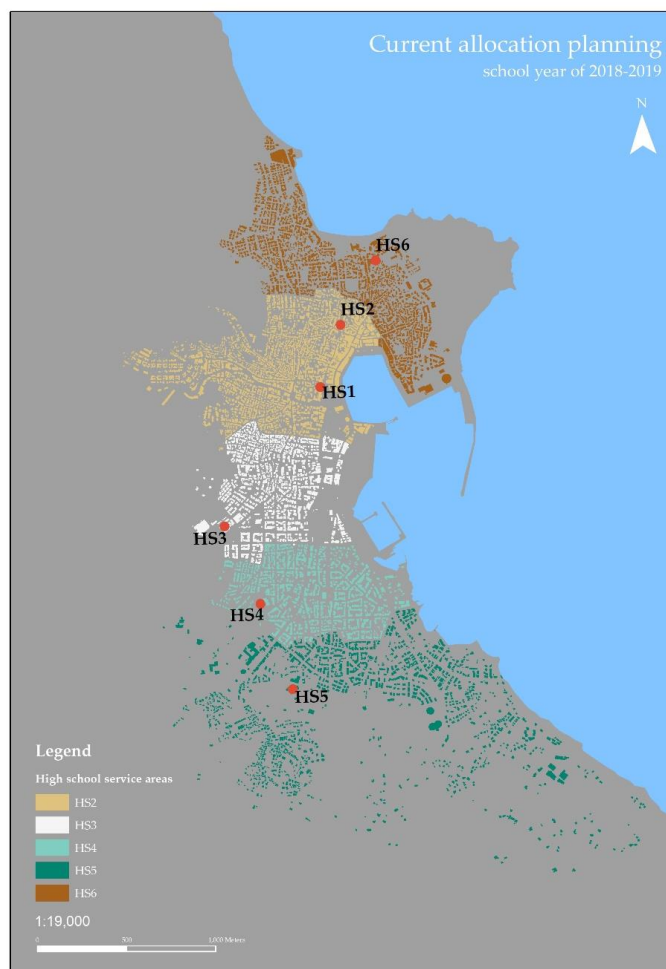 Current allocation planning
school year of 2018-2019
N
HS6
HS2
HS1
HS3
HS4
HS5
Legend
High school service areas
HS2
HS3
HS4
HS5
HS6
1:19,000
0 500 1,000 Meters